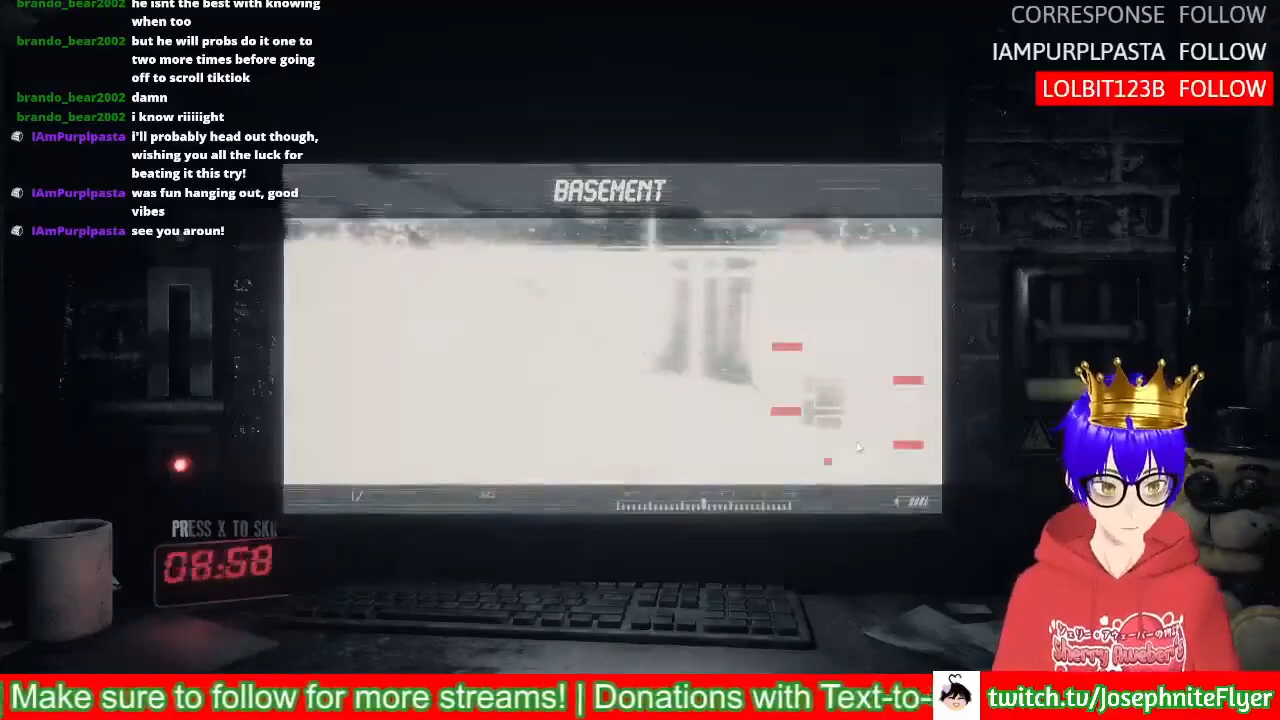 brando_bear2002 he isnt the best with knowing
when too
brando_bear2002 but he will probs do it one to
two more times before going
off to scroll tiktiok
brando_bear2002 damn
brando_bear2002 i know riiiiight
IAmPurplpasta i'll probably head out though,
wishing you all the luck for
beating it this try!
IAmPurplpasta was fun hanging out, good
vibes
IAmPurplpasta see you aroun!
CORRESPONSE FOLLOW
IAMPURPLPASTA FOLLOW
LOLBIT123B FOLLOW
BASEMENT
PRESS X TO SKI
| Make sure to follow for more streams! | Donations with Text-to-
twitch.tv/JosephniteFlyer